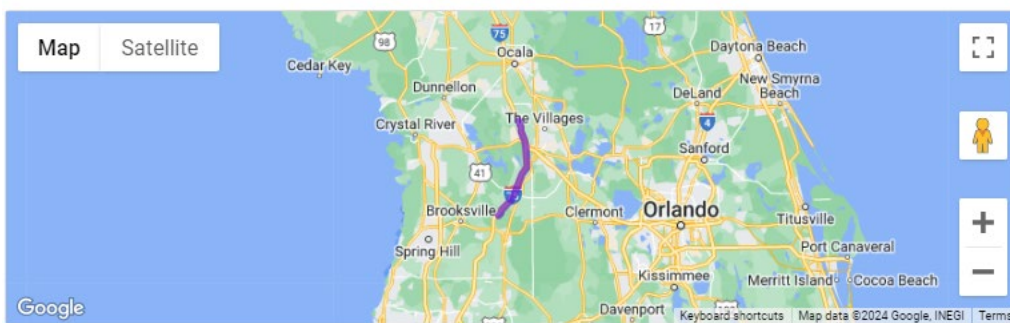 Map
Satellite
98
75
Ocala
17
Daytona Beach
Cedar Key
Dunnellon
New Smyrna
Beach
DeLand
Crystal River
The Villages
4
Sanford
41
Brooksville
Clermont
Orlando
Titusville
Spring Hill
Port Canaveral
Kissimmee
Merritt Island
Cocoa Beach
Davenport
Google
Keyboard shortcuts
Map data ©2024 Google, INEGI
Terms